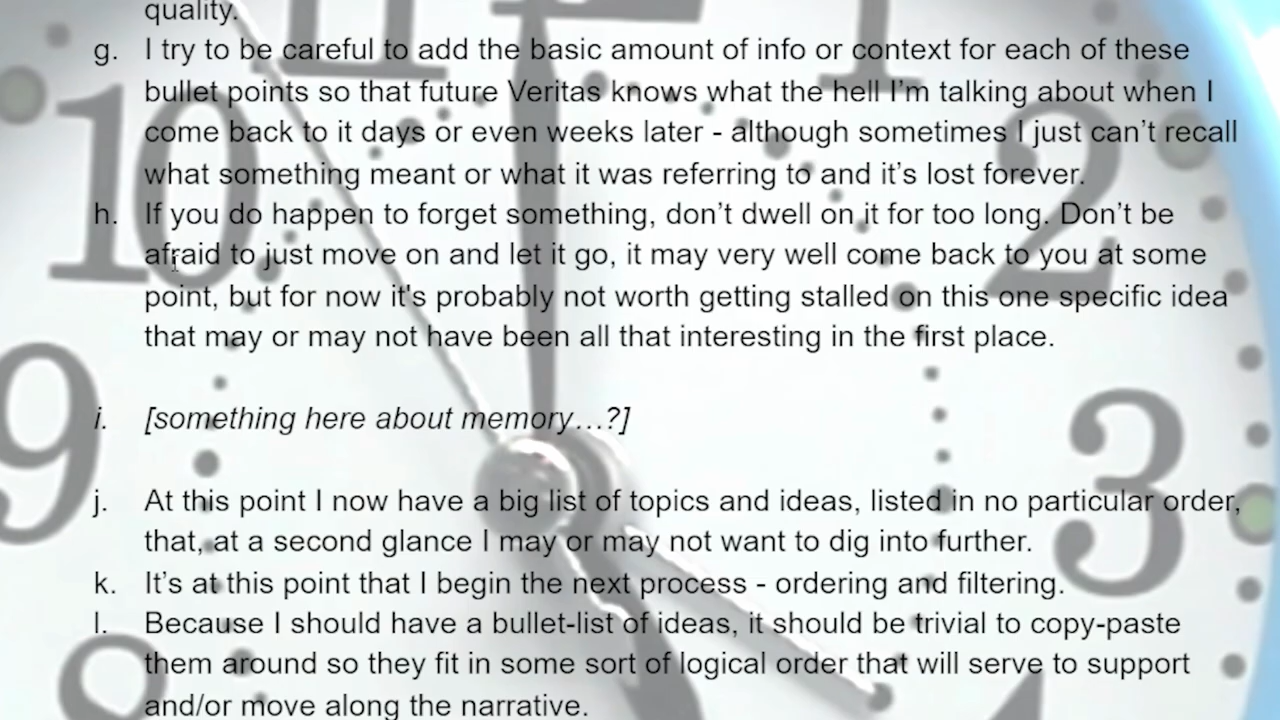 quality.
g. I try to be careful to add the basic amount of info or context for each of these
bullet points so that future Veritas knows what the hell I’m talking about when I
come back to it days or even weeks later - although sometimes I just can’t recall
what something meant or what it was referring to and it’s lost forever.
h. If you do happen to forget something, don’t dwell on it for too long. Don’t be
afraid to just move on and let it go, it may very well come back to you at some
point, but for now it's probably not worth getting stalled on this one specific idea
that may or may not have been all that interesting in the first place.
i. [something here about memory…?]
j. At this point I now have a big list of topics and ideas, listed in no particular order,
that, at a second glance I may or may not want to dig into further.
k. It’s at this point that I begin the next process - ordering and filtering.
l. Because I should have a bullet-list of ideas, it should be trivial to copy-paste
them around so they fit in some sort of logical order that will serve to support
and/or move along the narrative.
11
1
10
2
9
3
8
4